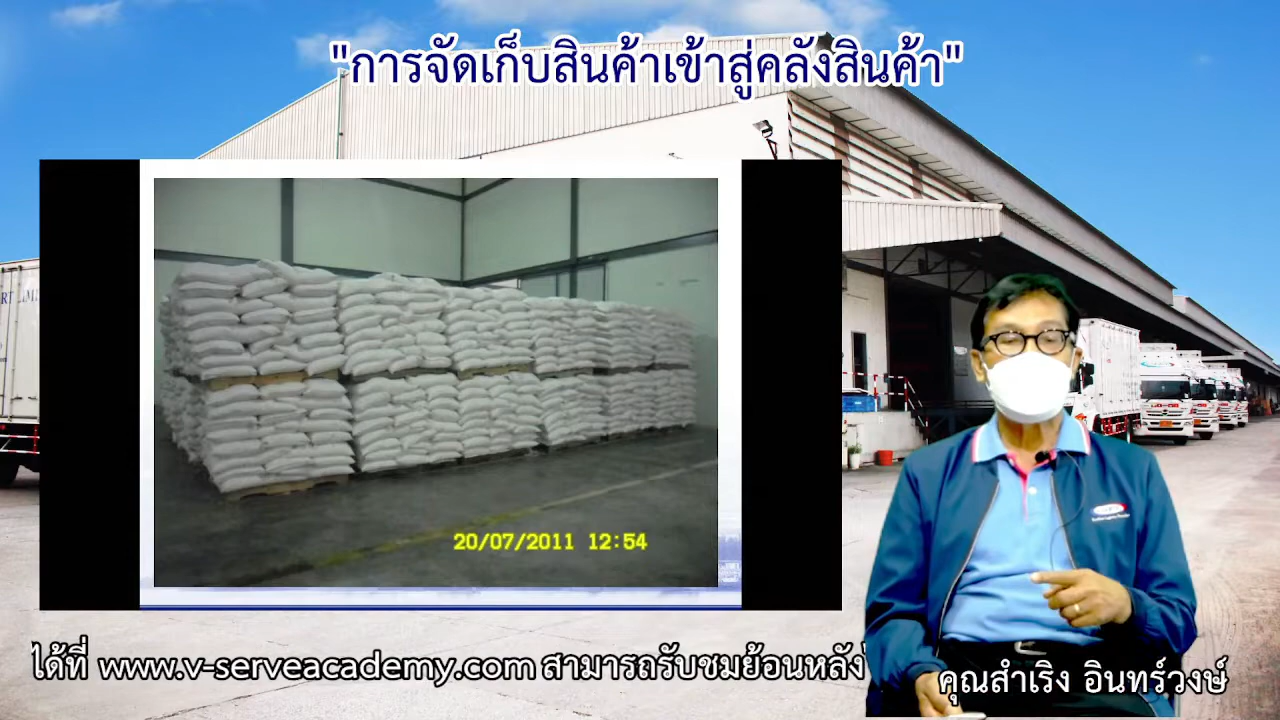 "การจัดเก็บสินค้าเข้าสู่คลังสินค้า"
20/07/2011 12:54
ได้ที่ www.v-serveacademy.com สามารถรับชมย้อนหลัง
คุณสำเริง อินทร์วงษ์